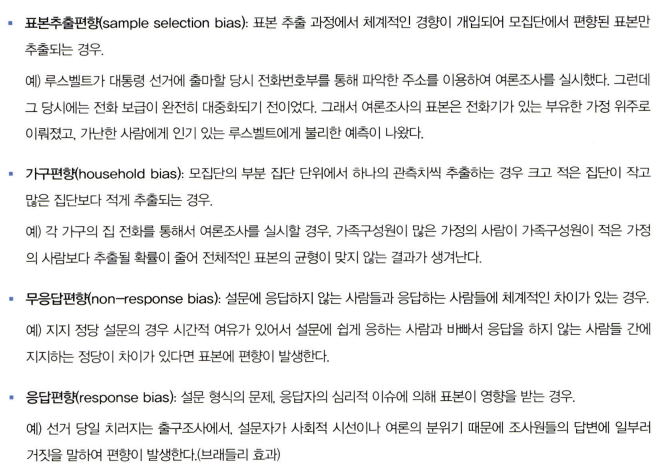 ▪ 표본추출편향(sample selection bias): 표본 추출 과정에서 체계적인 경향이 개입되어 모집단에서 편향된 표본만
추출되는 경우.
예) 루스벨트가 대통령 선거에 출마할 당시 전화번호부를 통해 파악한 주소를 이용하여 여론조사를 실시했다. 그런데
그 당시에는 전화 보급이 완전히 대중화되기 전이었다. 그래서 여론조사의 표본은 전화기가 있는 부유한 가정 위주로
이뤄졌고, 가난한 사람에게 인기 있는 루스벨트에게 불리한 예측이 나왔다.
▪ 가구편향(household bias): 모집단의 부분 집단 단위에서 하나의 관측치씩 추출하는 경우 크고 적은 집단이 작고
많은 집단보다 적게 추출되는 경우.
예) 각 가구의 집 전화를 통해서 여론조사를 실시할 경우, 가족구성원이 많은 가정의 사람이 가족구성원이 적은 가정
의 사람보다 추출될 확률이 줄어 전체적인 표본의 균형이 맞지 않는 결과가 생겨난다.
▪ 무응답편향(non-response bias): 설문에 응답하지 않는 사람들과 응답하는 사람들에 체계적인 차이가 있는 경우.
예) 지지 정당 설문의 경우 시간적 여유가 있어서 설문에 쉽게 응하는 사람과 바빠서 응답을 하지 않는 사람들 간에
지지하는 정당이 차이가 있다면 표본에 편향이 발생한다.
▪ 응답편향(response bias): 설문 형식의 문제, 응답자의 심리적 이슈에 의해 표본이 영향을 받는 경우.
예) 선거 당일 치러지는 출구조사에서, 설문자가 사회적 시선이나 여론의 분위기 때문에 조사원들의 답변에 일부러
거짓을 말하여 편향이 발생한다.(브래들리 효과)